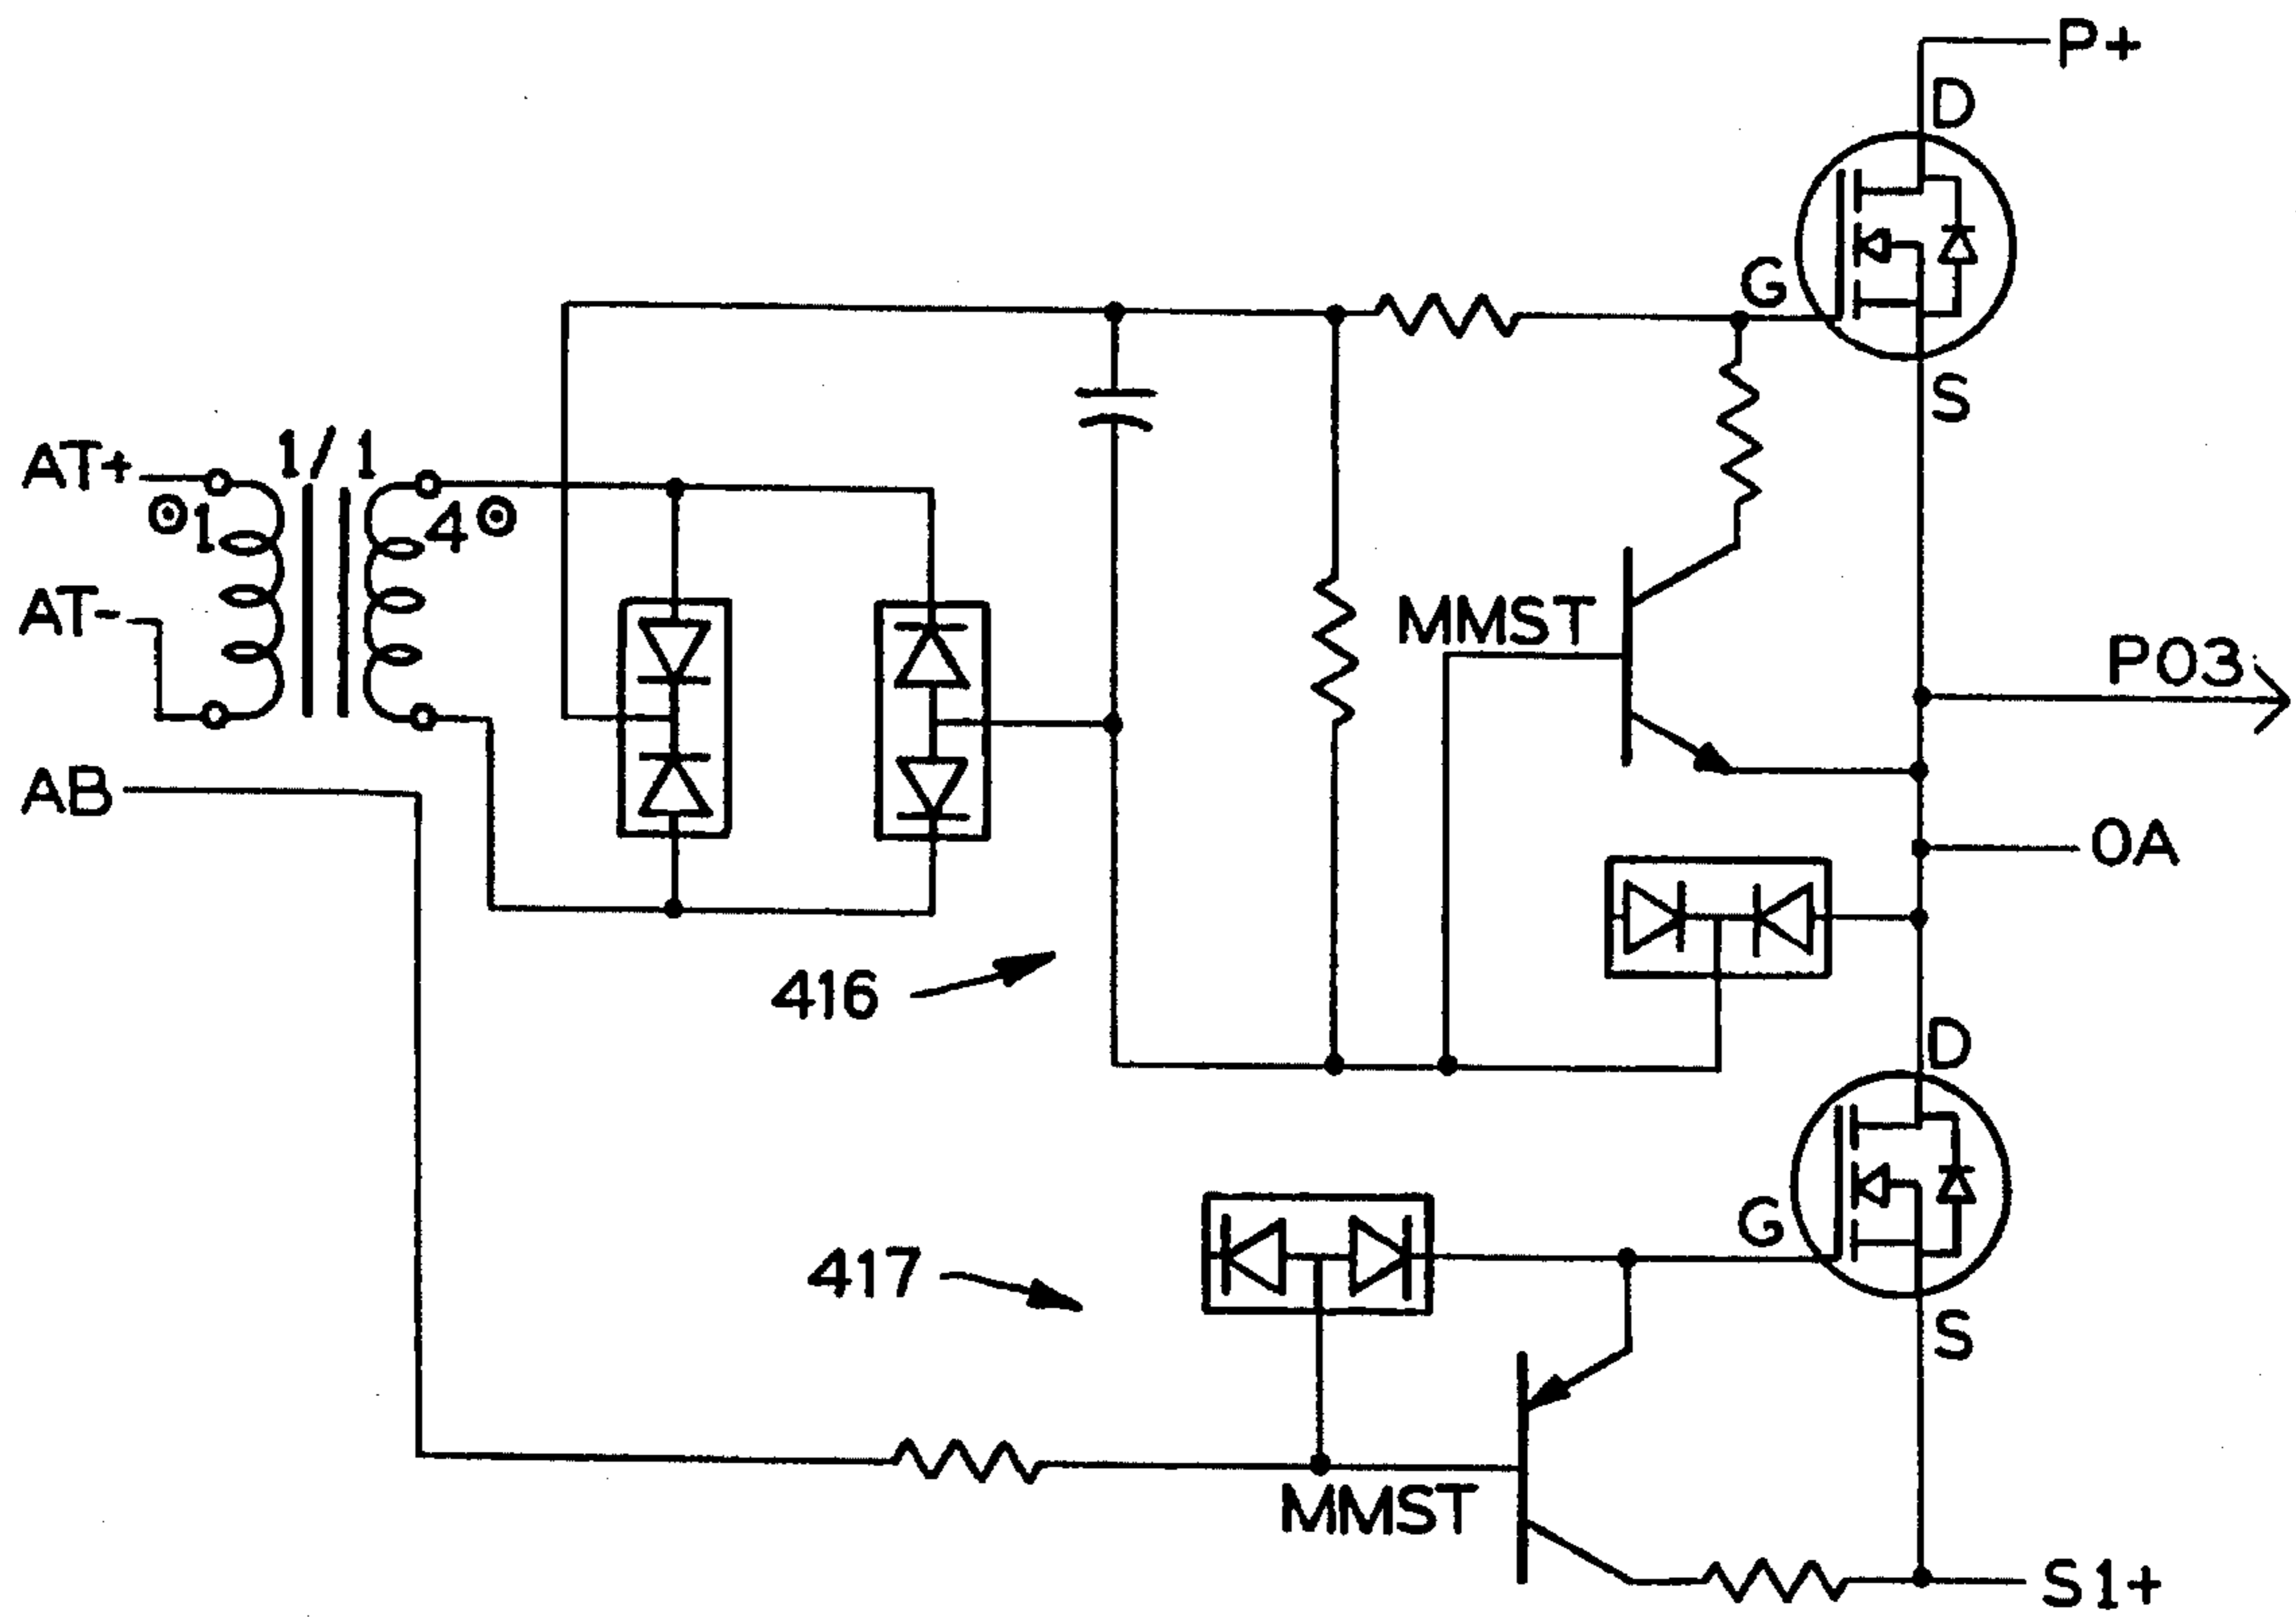 P+
D
G
S
AT+
1/1
1
4
AT-
MMST
P03
AB
0A
416
D
G
417
S
MMST
S1+